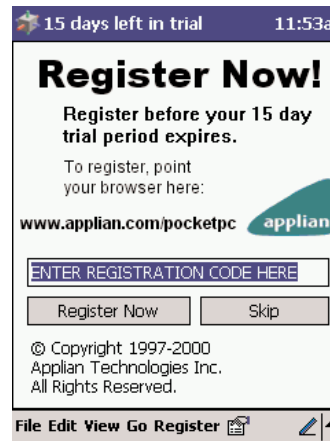 15 days left in trial 11:53a
Register Now!
Register before your 15 day
trial period expires.
To register, point
your browser here:
www.applian.com/pocketpc
applian
ENTER REGISTRATION CODE HERE
Register Now Skip
© Copyright 1997-2000
Applian Technologies Inc.
All Rights Reserved.
File Edit View Go Register